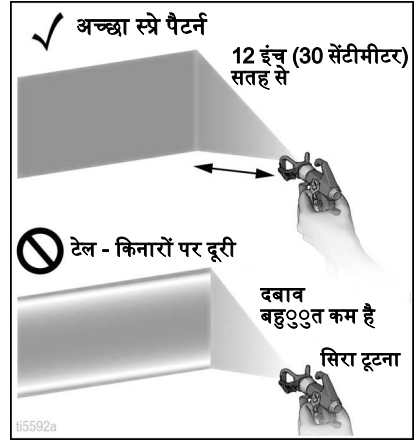 अच्छा स्प्रे पैटर्न
12 इंच (30 सेंटीमीटर)
सतह से
टेल - किनारों पर दूरी
दबाव
बहु◌ु◌ुत कम है
सिरा टूटना
ti5592a